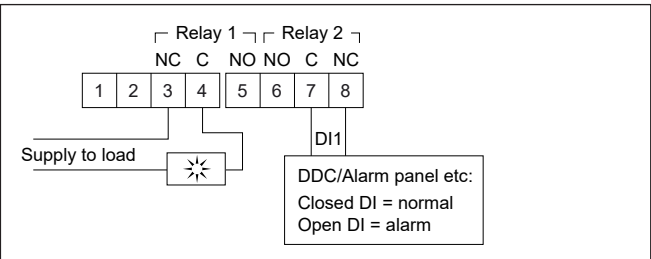 Relay 1 Relay 2
NC C NO NO C NC
1 2 3 4 5 6 7 8
DI1
Supply to load
DDC/Alarm panel etc:
Closed DI = normal
Open DI = alarm